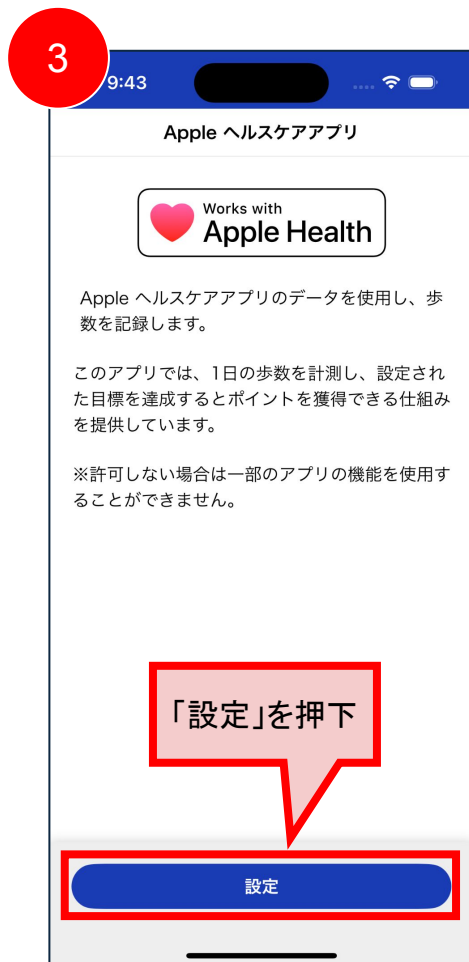 3
9:43
Apple ヘルスケアアプリ
Works with
Apple Health
Apple ヘルスケアアプリのデータを使用し、歩
数を記録します。
このアプリでは、1日の歩数を計測し、設定され
た目標を達成するとポイントを獲得できる仕組み
を提供しています。
※許可しない場合は一部のアプリの機能を使用す
ることができません。
「設定」を押下
設定